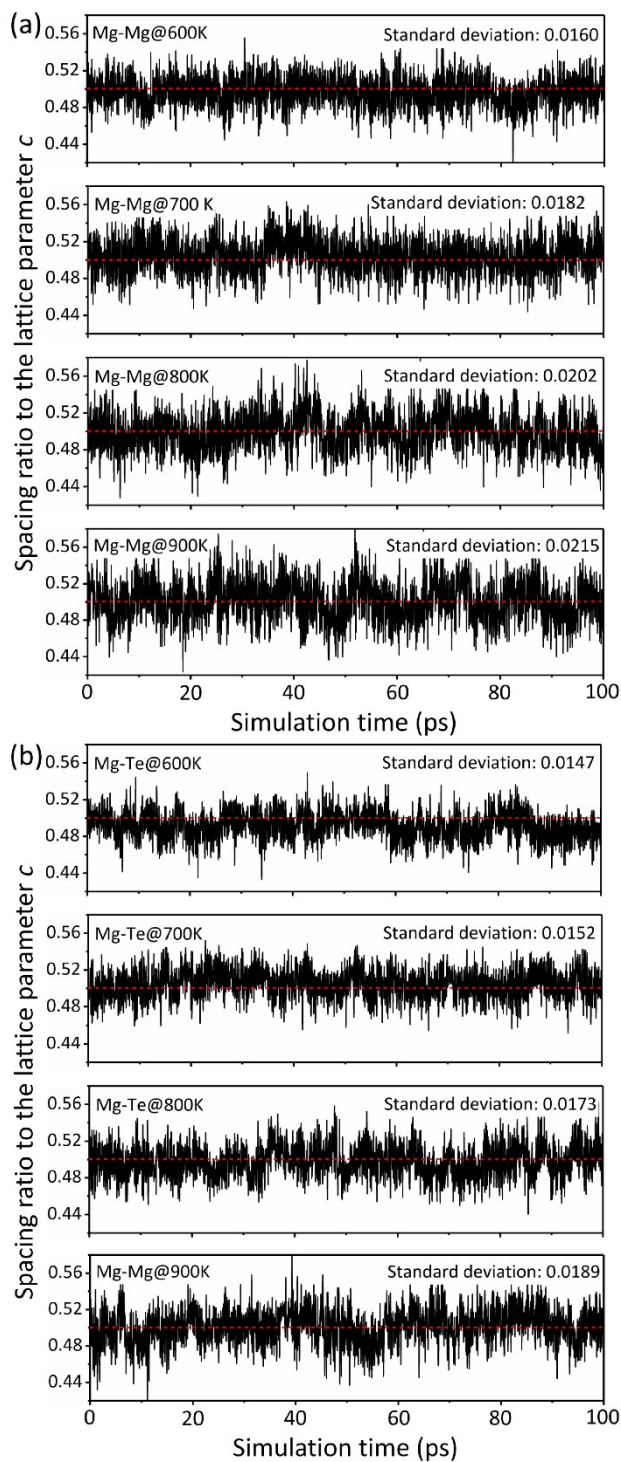 (a)
Spacing ratio to the lattice parameter c
Mg-Mg@600K Standard deviation: 0.0160
0.56
0.52
0.48
0.44
Mg-Mg@700 K Standard deviation: 0.0182
0.56
0.52
0.48
0.44
Mg-Mg@800K Standard deviation: 0.0202
0.56
0.52
0.48
0.44
Mg-Mg@900K Standard deviation: 0.0215
0.56
0.52
0.48
0.44
0 20 40 60 80 100
Simulation time (ps)
(b)
Spacing ratio to the lattice parameter c
Mg-Te@600K Standard deviation: 0.0147
0.56
0.52
0.48
0.44
Mg-Te@700K Standard deviation: 0.0152
0.56
0.52
0.48
0.44
Mg-Te@800K Standard deviation: 0.0173
0.56
0.52
0.48
0.44
Mg-Mg@900K Standard deviation: 0.0189
0.56
0.52
0.48
0.44
0 20 40 60 80 100
Simulation time (ps)